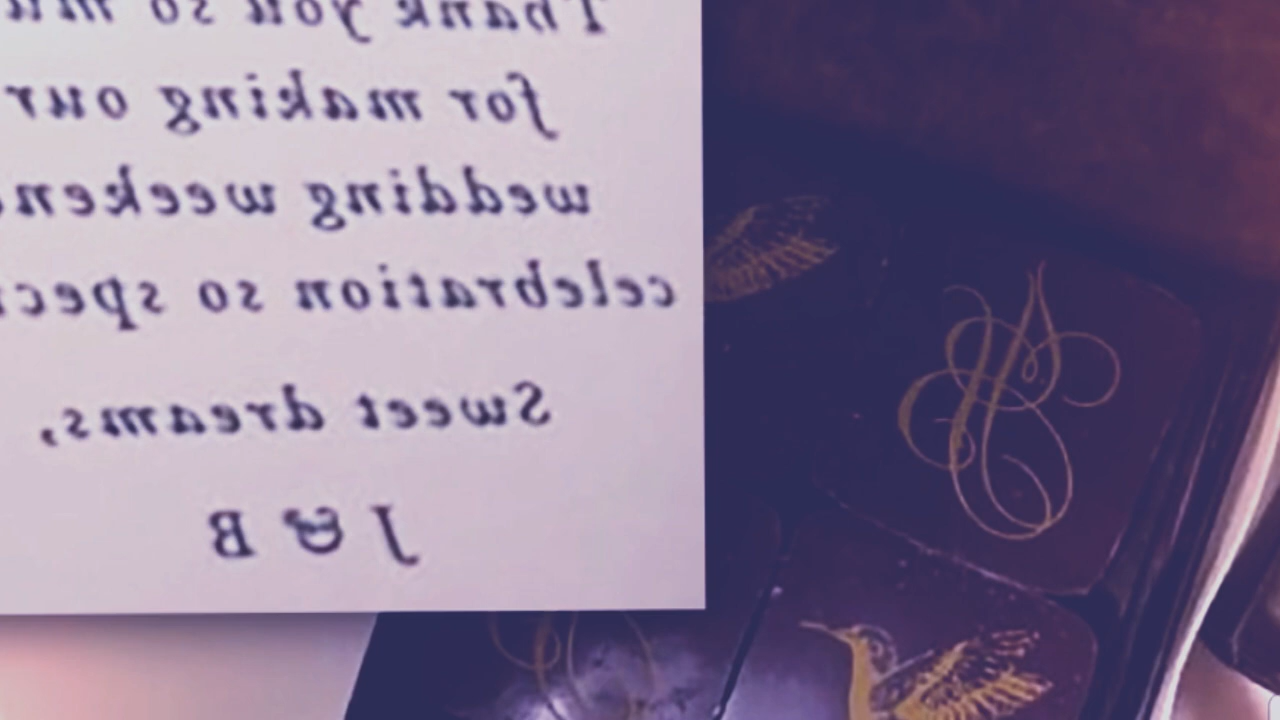 Thank you so
for making our
wedding
celebration so
Sweet dreams,
J & B